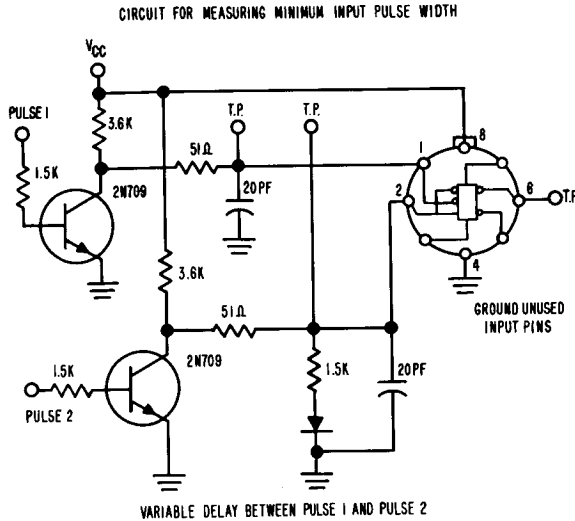 CIRCUIT FOR MEASURING MINIMUM INPUT PULSE WIDTH
VCC
PULSE 1
3.6K
T.P.
T.P.
8
1.5K
51Ω
1
2N709
20PF
2
6
T.P.
3.6K
4
51Ω
GROUND UNUSED
INPUT PINS
2N709
1.5K
1.5K
20PF
PULSE 2
VARIABLE DELAY BETWEEN PULSE 1 AND PULSE 2